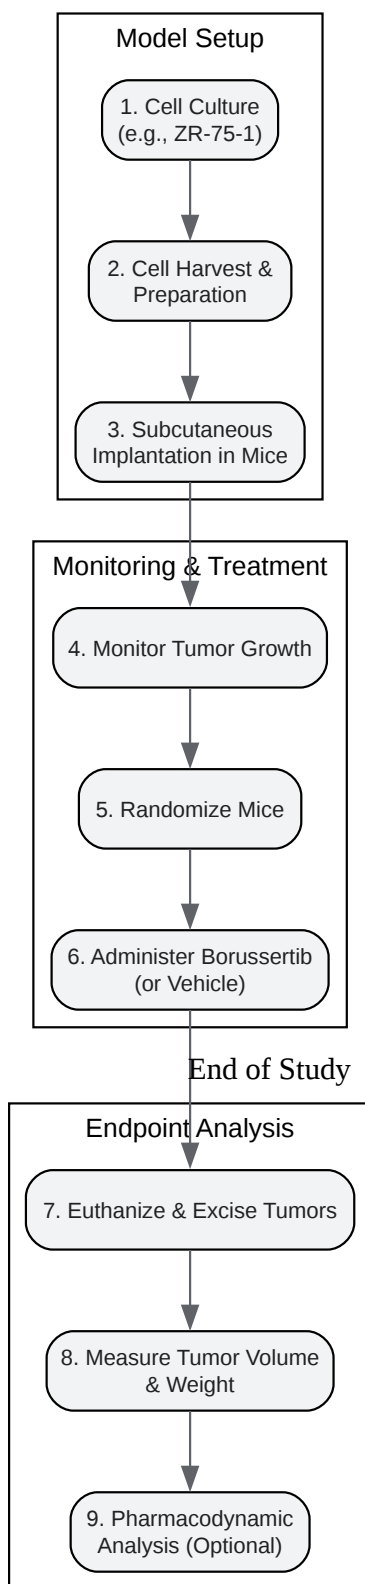 Model Setup
1. Cell Culture
(e.g., ZR-75-1)
2. Cell Harvest &
Preparation
3. Subcutaneous
Implantation in Mice
Monitoring & Treatment
4. Monitor Tumor Growth
5. Randomize Mice
6. Administer Borussertib
(or Vehicle)
End of Study
Endpoint Analysis
7. Euthanize & Excise Tumors
8. Measure Tumor Volume
& Weight
9. Pharmacodynamic
Analysis (Optional)